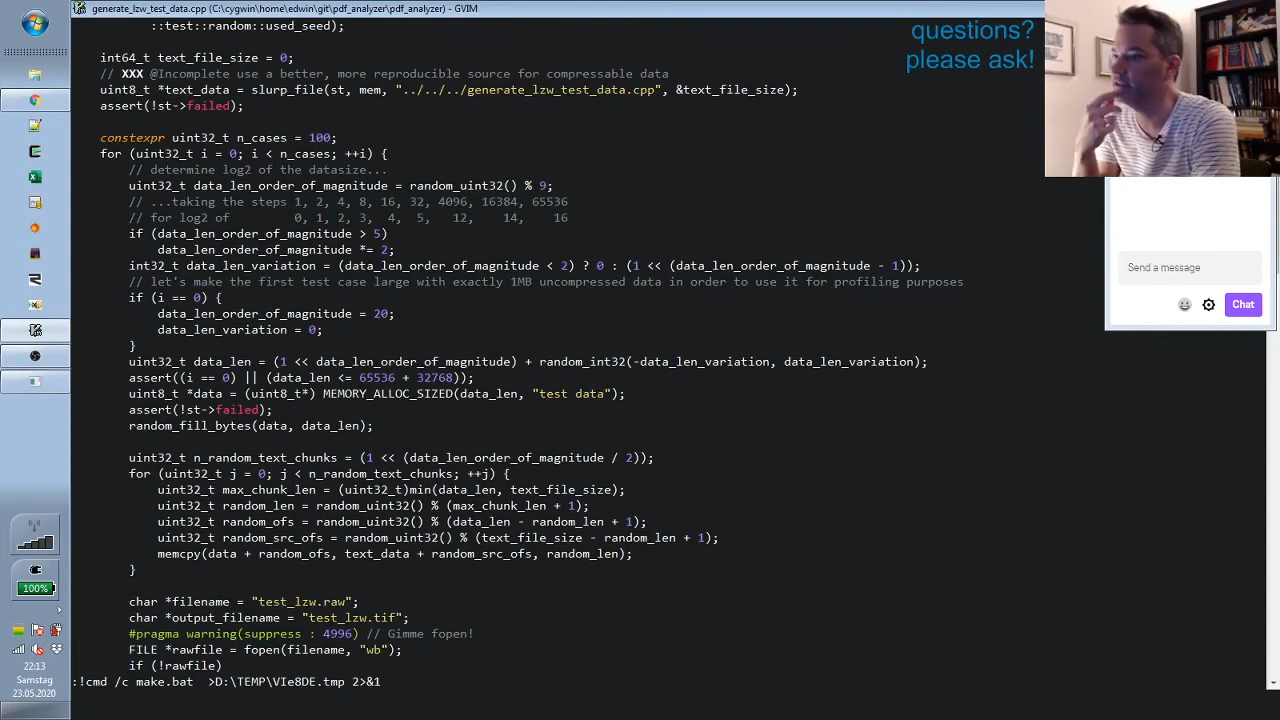 generate_lzw_test_data.cpp (C:\cygwin\home\edwin\git\pdf_analyzer\pdf_analyzer) - GVIM
::test::random::used_seed);
int64_t text_file_size = 0;
// XXX @Incomplete use a better, more reproducible source for compressable data
uint8_t *text_data = slurp_file(st, mem, "../../../generate_lzw_test_data.cpp", &text_file_size);
assert(!st->failed);
constexpr uint32_t n_cases = 100;
for (uint32_t i = 0; i < n_cases; ++i) {
// determine log2 of the datasize...
uint32_t data_len_order_of_magnitude = random_uint32() % 9;
// ...taking the steps 1, 2, 4, 8, 16, 32, 4096, 16384, 65536
// for log2 of 0, 1, 2, 3, 4, 5, 12, 14, 16
if (data_len_order_of_magnitude > 5)
data_len_order_of_magnitude *= 2;
int32_t data_len_variation = (data_len_order_of_magnitude < 2) ? 0 : (1 << (data_len_order_of_magnitude - 1));
// let's make the first test case large with exactly 1MB uncompressed data in order to use it for profiling purposes
if (i == 0) {
data_len_order_of_magnitude = 20;
data_len_variation = 0;
}
uint32_t data_len = (1 << data_len_order_of_magnitude) + random_int32(-data_len_variation, data_len_variation);
assert((i == 0) || (data_len <= 65536 + 32768));
uint8_t *data = (uint8_t*) MEMORY_ALLOC_SIZED(data_len, "test data");
assert(!st->failed);
random_fill_bytes(data, data_len);
uint32_t n_random_text_chunks = (1 << (data_len_order_of_magnitude / 2));
for (uint32_t j = 0; j < n_random_text_chunks; ++j) {
uint32_t max_chunk_len = (uint32_t)min(data_len, text_file_size);
uint32_t random_len = random_uint32() % (max_chunk_len + 1);
uint32_t random_ofs = random_uint32() % (data_len - random_len + 1);
uint32_t random_src_ofs = random_uint32() % (text_file_size - random_len + 1);
memcpy(data + random_ofs, text_data + random_src_ofs, random_len);
}
char *filename = "test_lzw.raw";
char *output_filename = "test_lzw.tif";
#pragma warning(suppress : 4996) // Gimme fopen!
FILE *rawfile = fopen(filename, "wb");
if (!rawfile)
:!cmd /c make.bat >D:\TEMP\VIe8DE.tmp 2>&1
questions?
please ask!
Send a message
Chat
100%
22:13
Samstag
23.05.2020